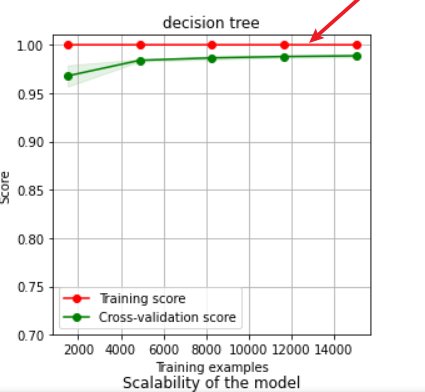 decision tree
1.00
0.95
0.90
0.85
0.80
0.75
0.70
Score
Training score
Cross-validation score
2000 4000 6000 8000 10000 12000 14000
Training examples
Scalability of the model